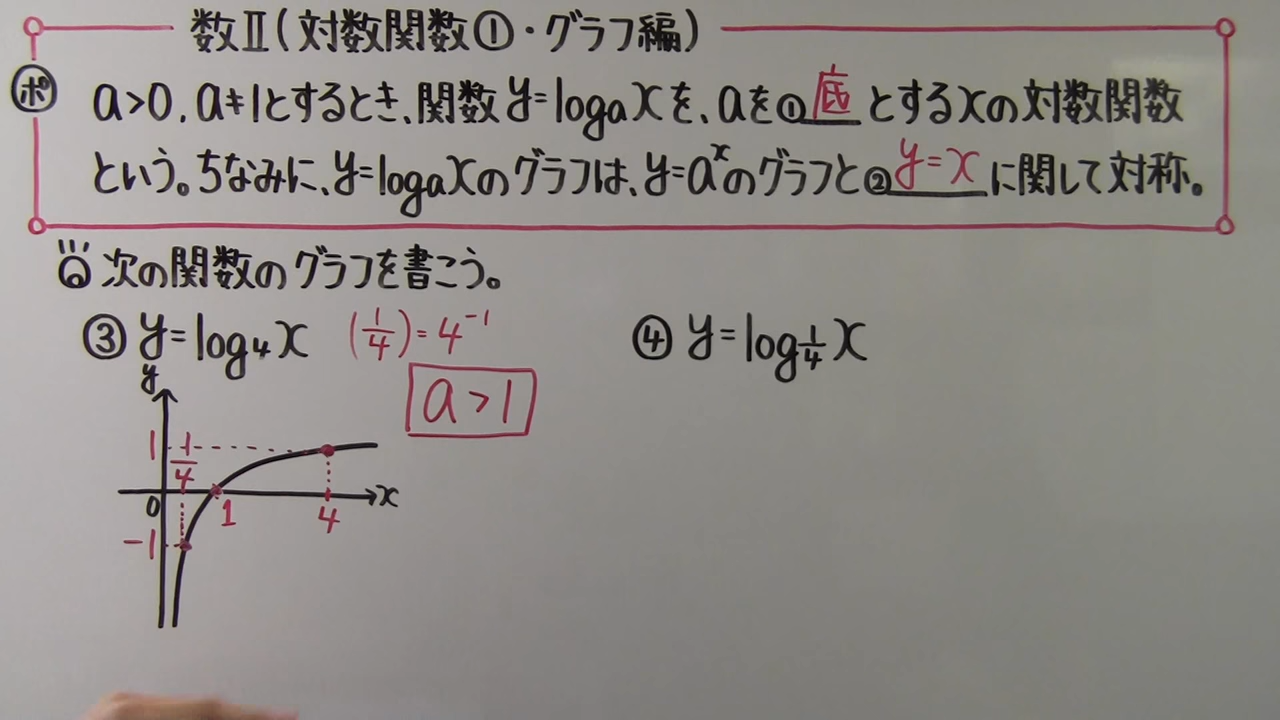 数Ⅱ(対数関数①・グラフ編)
ポ
a>0, a≠1とするとき、関数 y=logₐxを、aを①底とするxの対数関数
という。ちなみに、y=logₐxのグラフは、y=aˣのグラフと②y=xに関して対称。
次の関数のグラフを書こう。
③ y=log₄x (1/4)=4⁻¹
a>1
y
1 1/4
0 1 4 x
-1
④ y=log_{1/4}x